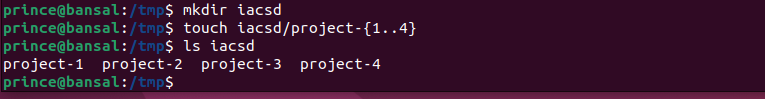 prince@bansal:/tmp$ mkdir iacsd
prince@bansal:/tmp$ touch iacsd/project-{1..4}
prince@bansal:/tmp$ ls iacsd
project-1  project-2  project-3  project-4
prince@bansal:/tmp$